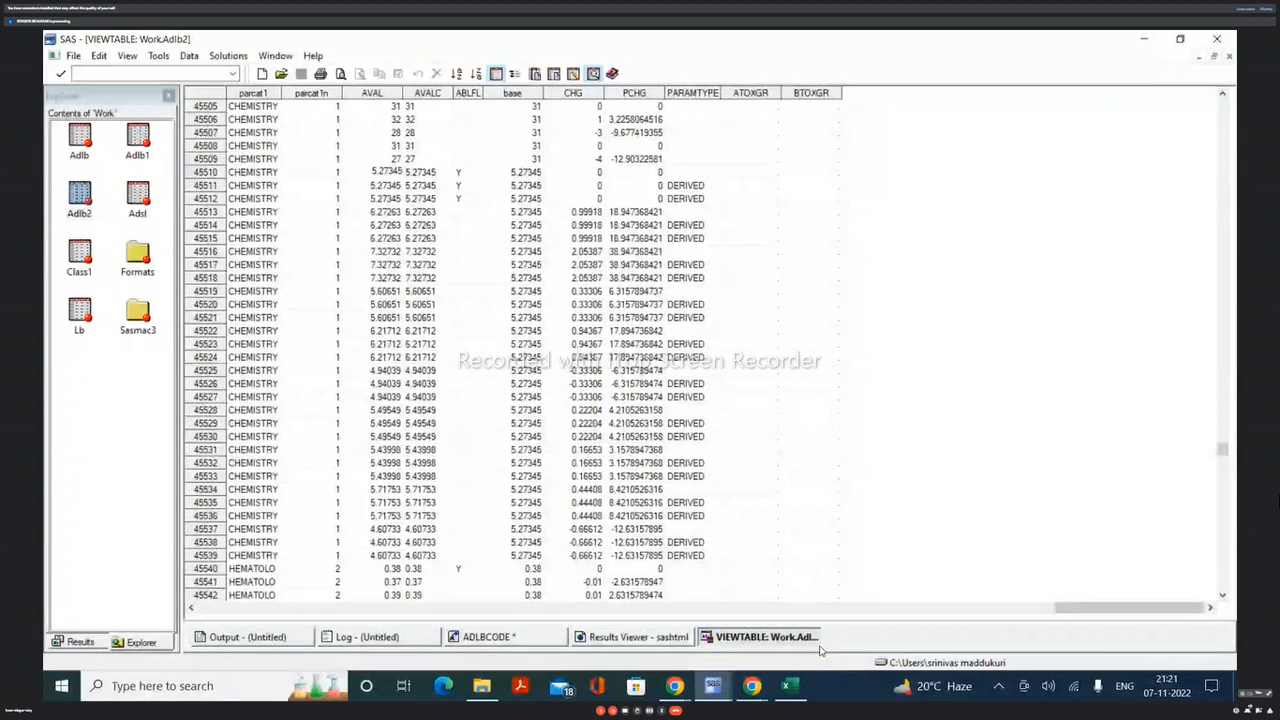 You have extensions installed that may affect the quality of your call
SAS - [VIEWTABLE: Work.Adlb2]
File Edit View Tools Solutions Data Solutions Window Help
Explorer
Contents of 'Work'
Adlb Adlb1
Adlb2 Adsl
Class1 Formats
Lb Sasmac3
parcat1 parcat1n AVAL AVALC ABLFL base CHG PCHG PARAMTYPE ATOXGR BTOXGR
45505 CHEMISTRY 1 31 31 31 0 0 . .
45506 CHEMISTRY 1 32 32 31 1 3.2258064516 . .
45507 CHEMISTRY 1 28 28 31 -3 -9.677419355 . .
45508 CHEMISTRY 1 31 31 31 0 0 . .
45509 CHEMISTRY 1 27 27 31 -4 -12.90322581 . .
45510 CHEMISTRY 1 5.27345 5.27345 Y 5.27345 0 0 . .
45511 CHEMISTRY 1 5.27345 5.27345 Y 5.27345 0 0 DERIVED . .
45512 CHEMISTRY 1 5.27345 5.27345 Y 5.27345 0 0 DERIVED . .
45513 CHEMISTRY 1 6.27263 6.27263 5.27345 0.99918 18.947368421 . .
45514 CHEMISTRY 1 6.27263 6.27263 5.27345 0.99918 18.947368421 DERIVED . .
45515 CHEMISTRY 1 6.27263 6.27263 5.27345 0.99918 18.947368421 DERIVED . .
45516 CHEMISTRY 1 7.32732 7.32732 5.27345 2.05387 38.947368421 . .
45517 CHEMISTRY 1 7.32732 7.32732 5.27345 2.05387 38.947368421 DERIVED . .
45518 CHEMISTRY 1 7.32732 7.32732 5.27345 2.05387 38.947368421 DERIVED . .
45519 CHEMISTRY 1 5.60651 5.60651 5.27345 0.33306 6.3157894737 . .
45520 CHEMISTRY 1 5.60651 5.60651 5.27345 0.33306 6.3157894737 DERIVED . .
45521 CHEMISTRY 1 5.60651 5.60651 5.27345 0.33306 6.3157894737 DERIVED . .
45522 CHEMISTRY 1 6.21712 6.21712 5.27345 0.94367 17.894736842 . .
45523 CHEMISTRY 1 6.21712 6.21712 5.27345 0.94367 17.894736842 DERIVED . .
45524 CHEMISTRY 1 6.21712 6.21712 5.27345 0.94367 17.894736842 DERIVED . .
Recorded with Screen Recorder
45525 CHEMISTRY 1 4.94039 4.94039 5.27345 -0.33306 -6.315789474 . .
45526 CHEMISTRY 1 4.94039 4.94039 5.27345 -0.33306 -6.315789474 DERIVED . .
45527 CHEMISTRY 1 4.94039 4.94039 5.27345 -0.33306 -6.315789474 DERIVED . .
45528 CHEMISTRY 1 5.49549 5.49549 5.27345 0.22204 4.2105263158 . .
45529 CHEMISTRY 1 5.49549 5.49549 5.27345 0.22204 4.2105263158 DERIVED . .
45530 CHEMISTRY 1 5.49549 5.49549 5.27345 0.22204 4.2105263158 DERIVED . .
45531 CHEMISTRY 1 5.43998 5.43998 5.27345 0.16653 3.1578947368 . .
45532 CHEMISTRY 1 5.43998 5.43998 5.27345 0.16653 3.1578947368 DERIVED . .
45533 CHEMISTRY 1 5.43998 5.43998 5.27345 0.16653 3.1578947368 DERIVED . .
45534 CHEMISTRY 1 5.71753 5.71753 5.27345 0.44408 8.4210526316 . .
45535 CHEMISTRY 1 5.71753 5.71753 5.27345 0.44408 8.4210526316 DERIVED . .
45536 CHEMISTRY 1 5.71753 5.71753 5.27345 0.44408 8.4210526316 DERIVED . .
45537 CHEMISTRY 1 4.60733 4.60733 5.27345 -0.66612 -12.63157895 . .
45538 CHEMISTRY 1 4.60733 4.60733 5.27345 -0.66612 -12.63157895 DERIVED . .
45539 CHEMISTRY 1 4.60733 4.60733 5.27345 -0.66612 -12.63157895 DERIVED . .
45540 HEMATOLO 2 0.38 0.38 Y 0.38 0 0 . .
45541 HEMATOLO 2 0.37 0.37 0.38 -0.01 -2.631578947 . .
45542 HEMATOLO 2 0.39 0.39 0.38 0.01 2.631578947 . .
Results Explorer
Output - (Untitled) Log - (Untitled) ADLBCODE * Results Viewer - sashtml VIEWTABLE: Work.Adl...
C:\Users\srinivas maddukuri
Type here to search 18 20°C Haze ENG 21:21
07-11-2022